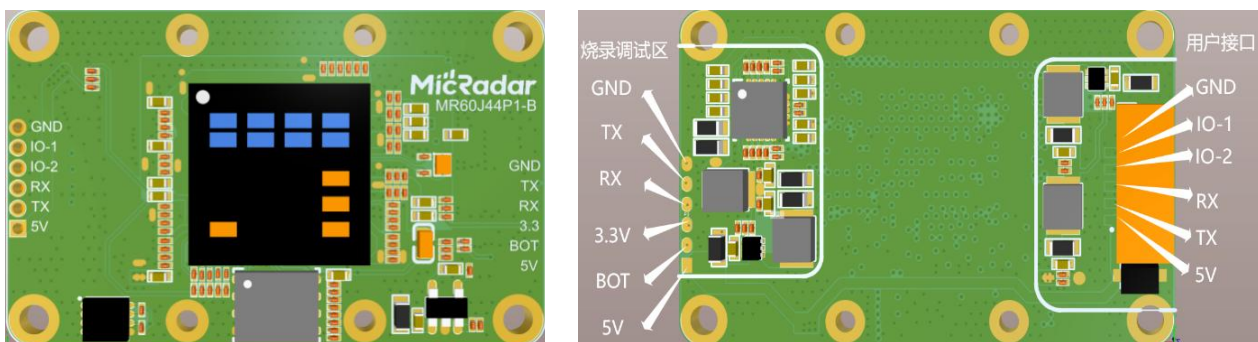 MicRadar
MR60J44P1-B
GND
IO-1
IO-2
RX
TX
5V
GND
TX
RX
3.3
BOT
5V
烧录调试区
GND
TX
RX
3.3V
BOT
5V
用户接口
GND
IO-1
IO-2
RX
TX
5V